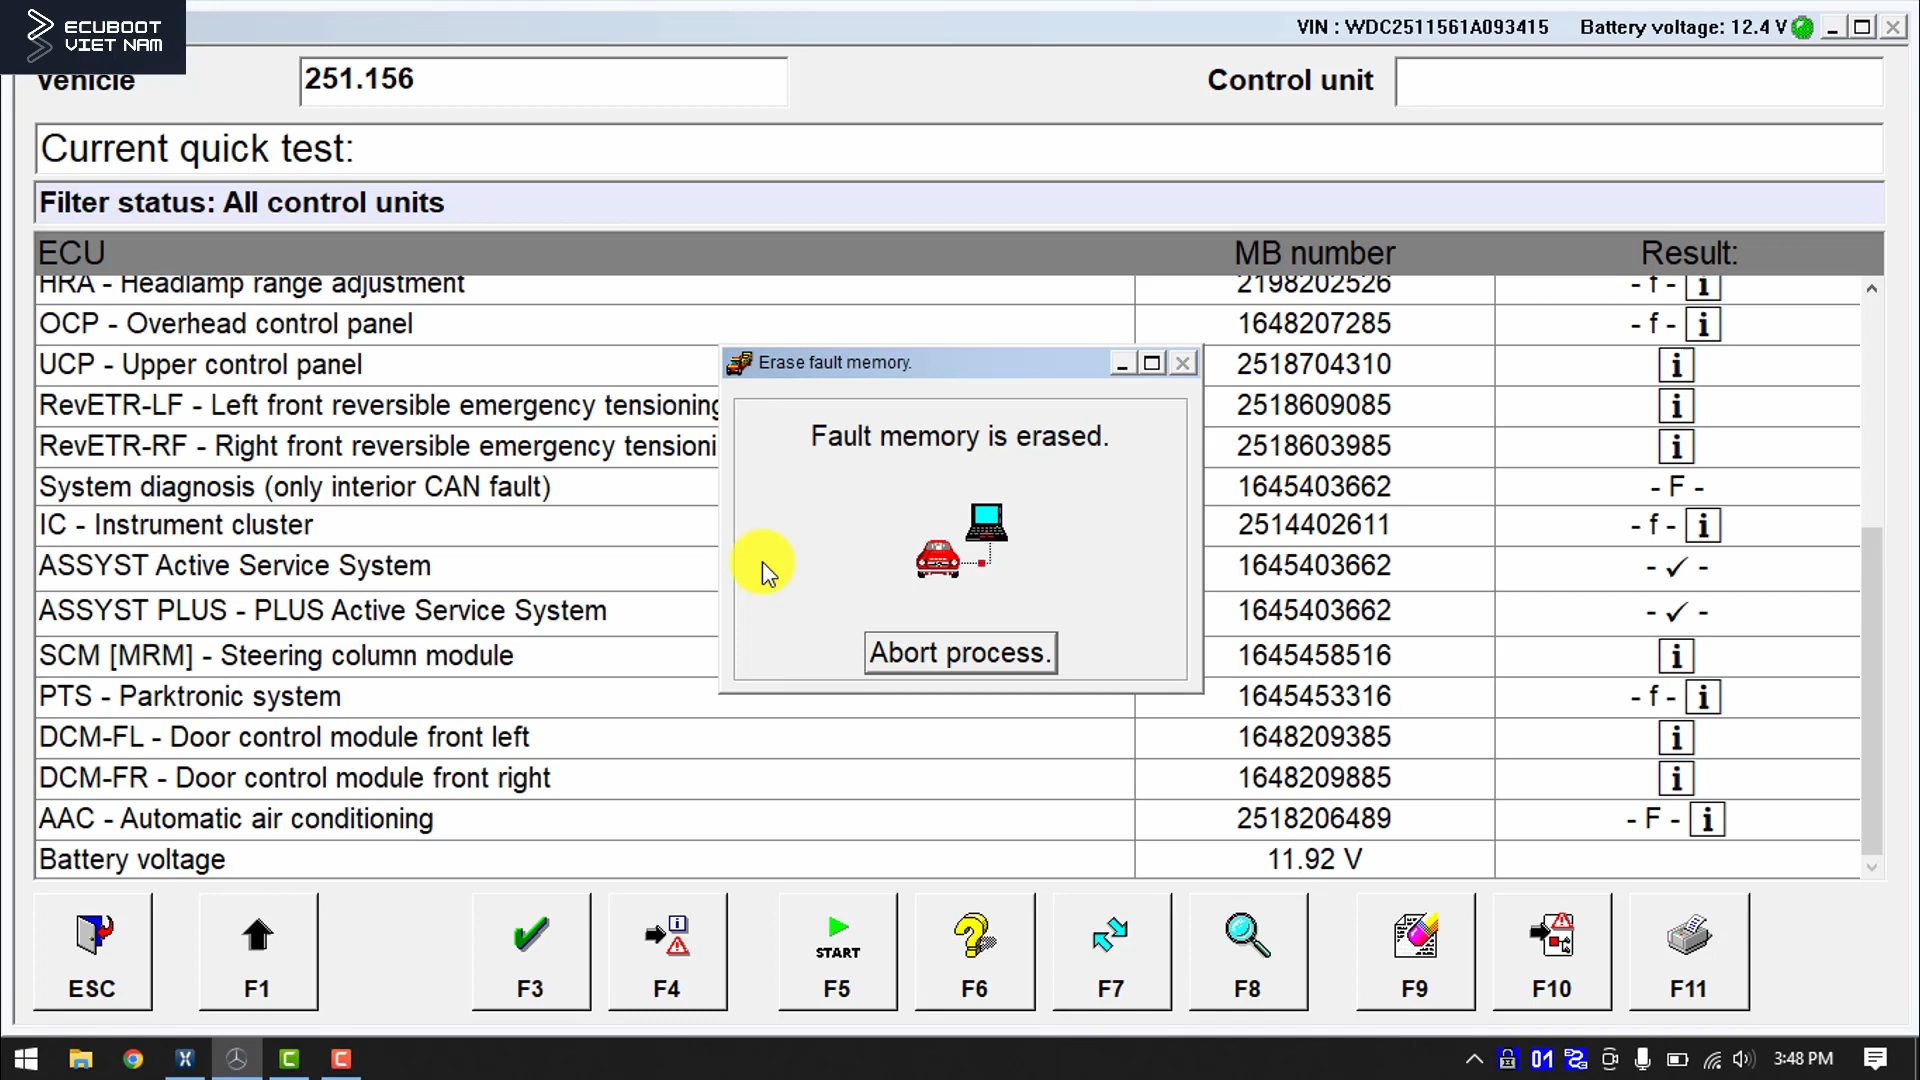 ECUBOOT
VIET NAM
VIN : WDC2511561A093415
Battery voltage: 12.4 V
Vehicle
251.156
Control unit
Current quick test:
Filter status: All control units
ECU MB number Result:
HRA - Headlamp range adjustment 2198202526 - f - i
OCP - Overhead control panel 1648207285 - f - i
UCP - Upper control panel 2518704310 i
RevETR-LF - Left front reversible emergency tensioning 2518609085 i
RevETR-RF - Right front reversible emergency tensioni 2518603985 i
System diagnosis (only interior CAN fault) 1645403662 - F -
IC - Instrument cluster 2514402611 - f - i
ASSYST Active Service System 1645403662 - ✓ -
ASSYST PLUS - PLUS Active Service System 1645403662 - ✓ -
SCM [MRM] - Steering column module 1645458516 i
PTS - Parktronic system 1645453316 - f - i
DCM-FL - Door control module front left 1648209385 i
DCM-FR - Door control module front right 1648209885 i
AAC - Automatic air conditioning 2518206489 - F - i
Battery voltage 11.92 V
Erase fault memory.
Fault memory is erased.
Abort process.
START
ESC F1 F3 F4 F5 F6 F7 F8 F9 F10 F11
01
3:48 PM